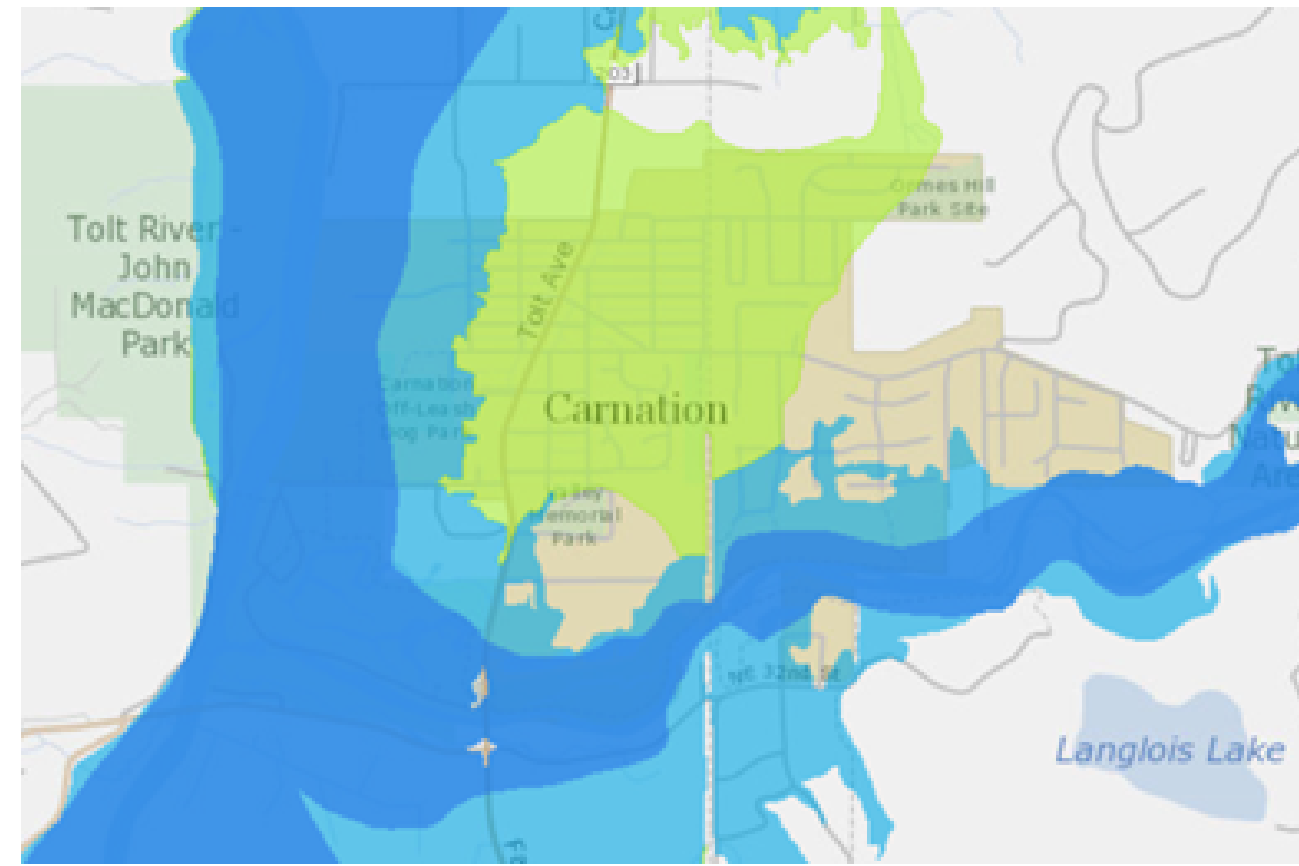 203
Tolt River -
John
MacDonald
Park
Ormes Hill
Park Site
Tolt Ave
Carnation
Off-Leash
Dog Park
Carnation
Memorial
Park
NE 32nd St
Langlois Lake